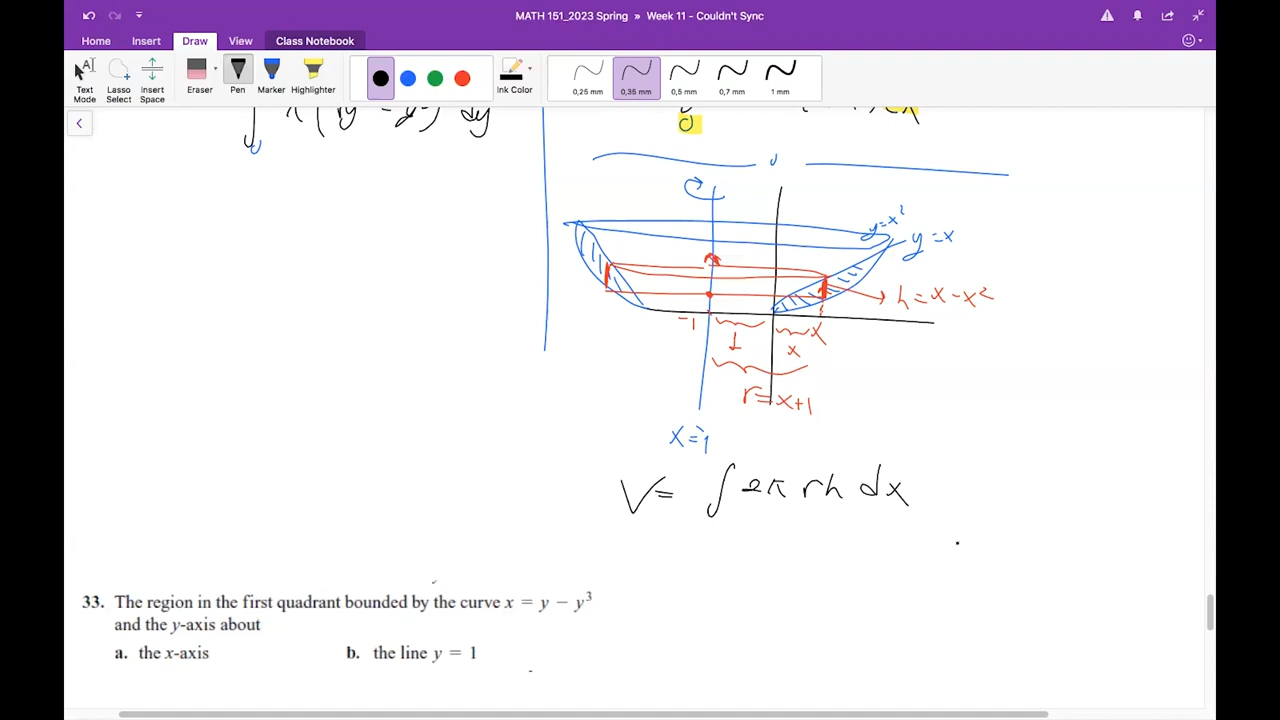 MATH 151_2023 Spring » Week 11 - Couldn't Sync
Home Insert Draw View Class Notebook
Text Mode
Lasso Select
Insert Space
Eraser
Pen
Marker
Highlighter
Ink Color
0,25 mm
0,35 mm
0,5 mm
0,7 mm
1 mm
y=x²
y=x
h=x-x²
-1
1
x
x
r=x+1
x=-1
V= ∫ 2π rh dx
33. The region in the first quadrant bounded by the curve x = y − y³
and the y-axis about
a. the x-axis b. the line y = 1